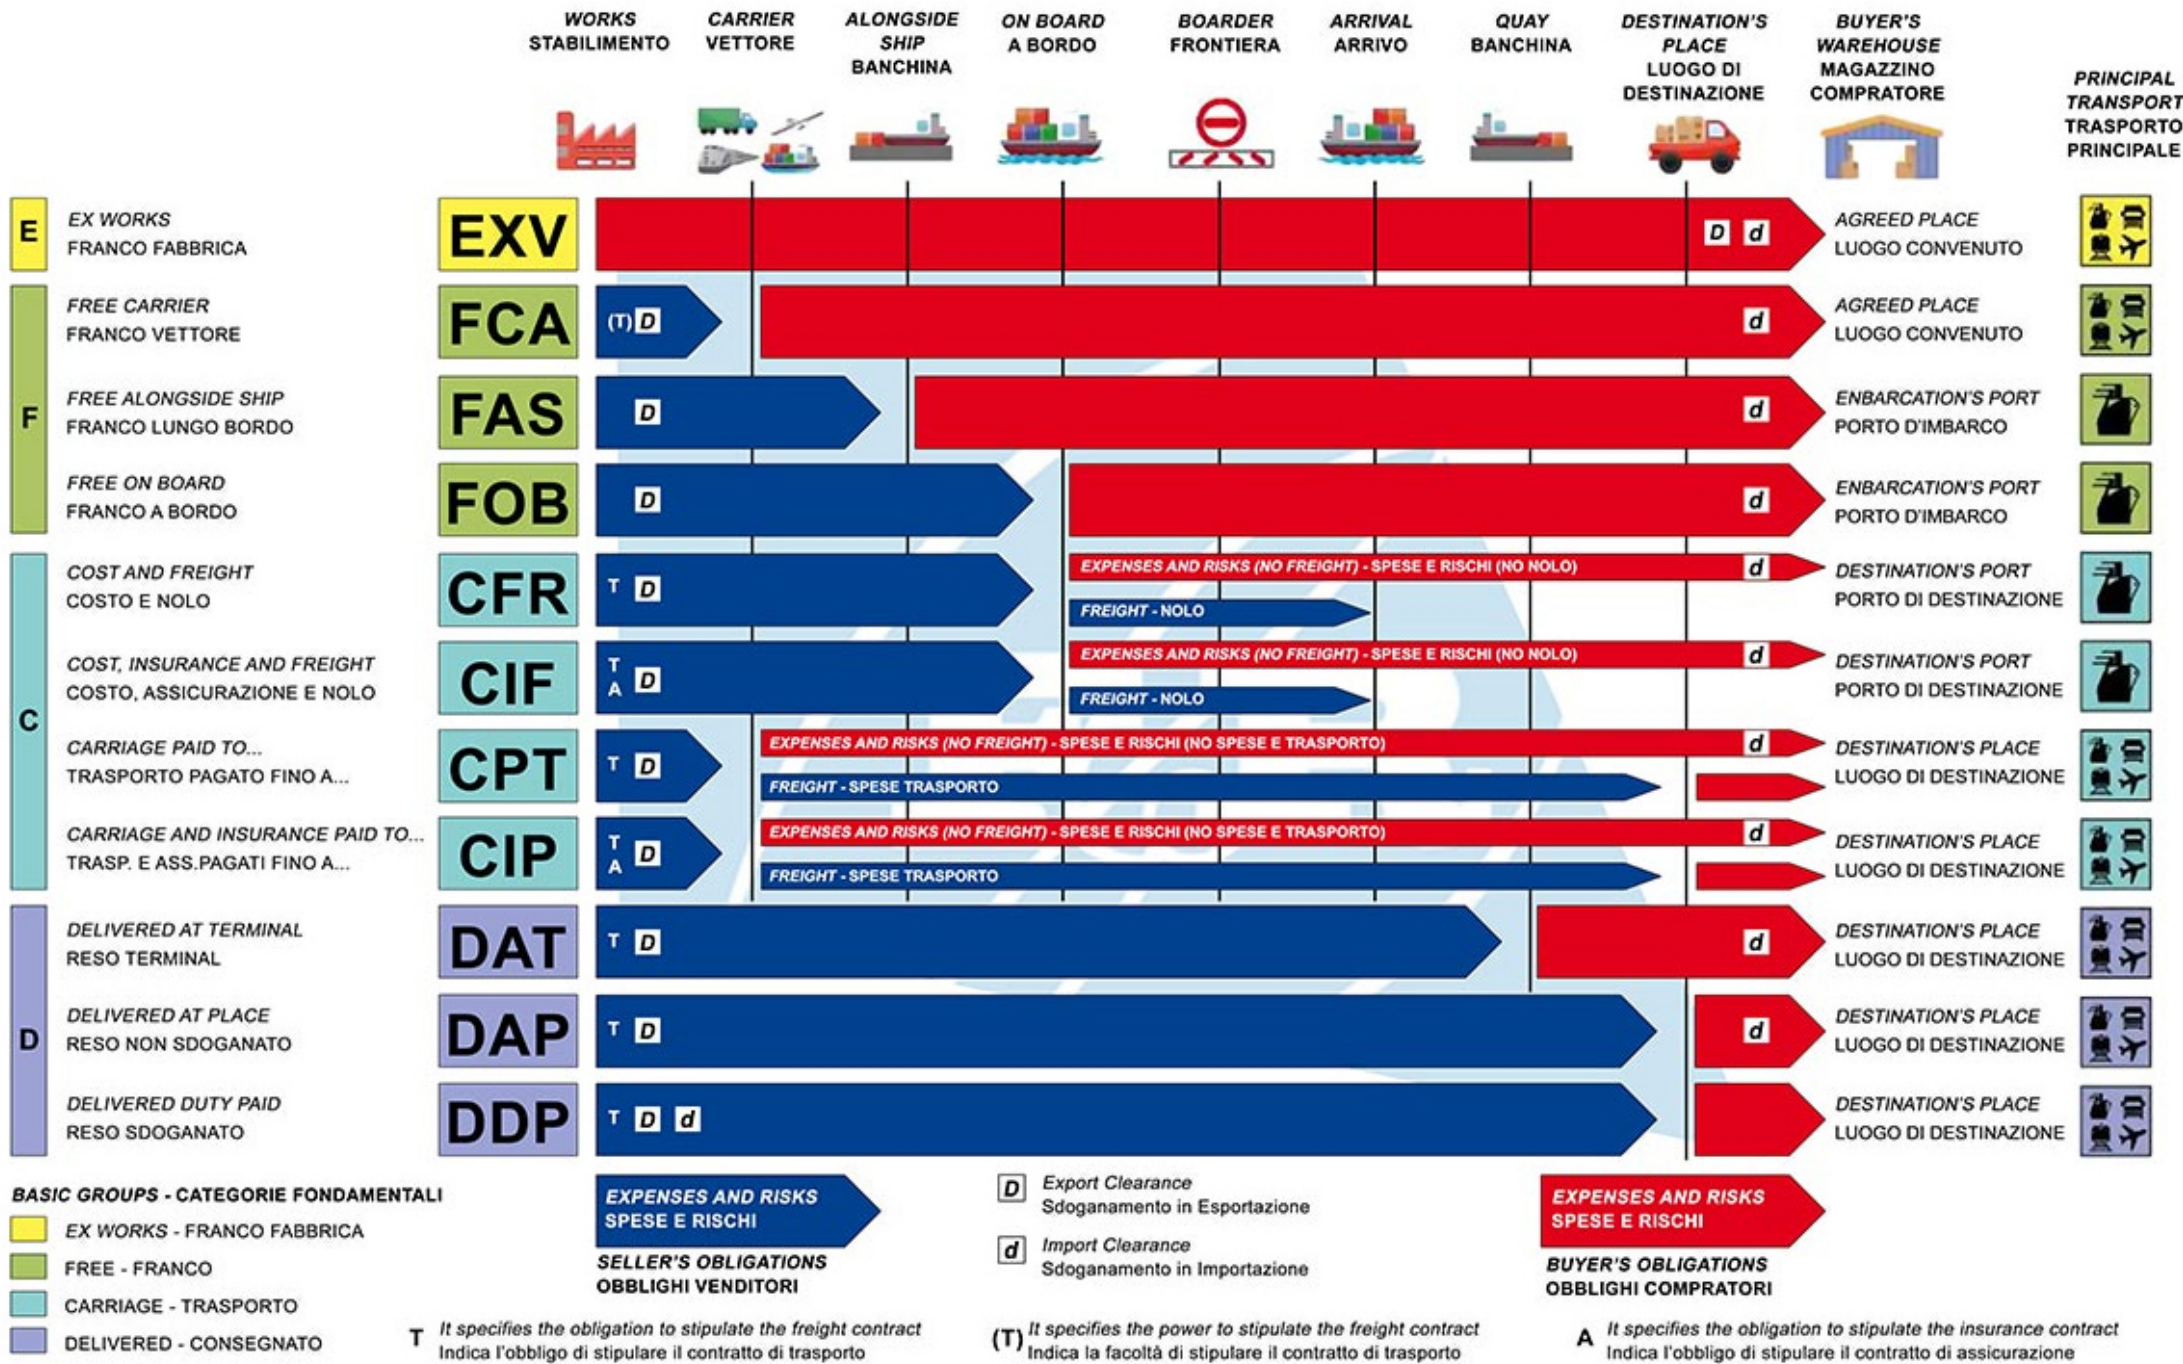 WORKS
STABILIMENTO
CARRIER
VETTORE
ALONGSIDE
SHIP
BANCHINA
ON BOARD
A BORDO
BOARDER
FRONTIERA
ARRIVAL
ARRIVO
QUAY
BANCHINA
DESTINATION'S
PLACE
LUOGO DI
DESTINAZIONE
BUYER'S
WAREHOUSE
MAGAZZINO
COMPRATORE
PRINCIPAL
TRANSPORT
TRASPORTO
PRINCIPALE
E
EX WORKS
FRANCO FABBRICA
EXV
D d
AGREED PLACE
LUOGO CONVENUTO
F
FREE CARRIER
FRANCO VETTORE
FCA
(T) D
d
AGREED PLACE
LUOGO CONVENUTO
FREE ALONGSIDE SHIP
FRANCO LUNGO BORDO
FAS
D
d
ENBARCATION'S PORT
PORTO D'IMBARCO
FREE ON BOARD
FRANCO A BORDO
FOB
D
d
ENBARCATION'S PORT
PORTO D'IMBARCO
C
COST AND FREIGHT
COSTO E NOLO
CFR
T D
EXPENSES AND RISKS (NO FREIGHT) - SPESE E RISCHI (NO NOLO)
d
FREIGHT - NOLO
DESTINATION'S PORT
PORTO DI DESTINAZIONE
COST, INSURANCE AND FREIGHT
COSTO, ASSICURAZIONE E NOLO
CIF
T
A
D
EXPENSES AND RISKS (NO FREIGHT) - SPESE E RISCHI (NO NOLO)
d
FREIGHT - NOLO
DESTINATION'S PORT
PORTO DI DESTINAZIONE
CARRIAGE PAID TO...
TRASPORTO PAGATO FINO A...
CPT
T D
EXPENSES AND RISKS (NO FREIGHT) - SPESE E RISCHI (NO SPESE E TRASPORTO)
d
FREIGHT - SPESE TRASPORTO
DESTINATION'S PLACE
LUOGO DI DESTINAZIONE
CARRIAGE AND INSURANCE PAID TO...
TRASP. E ASS.PAGATI FINO A...
CIP
T
A
D
EXPENSES AND RISKS (NO FREIGHT) - SPESE E RISCHI (NO SPESE E TRASPORTO)
d
FREIGHT - SPESE TRASPORTO
DESTINATION'S PLACE
LUOGO DI DESTINAZIONE
D
DELIVERED AT TERMINAL
RESO TERMINAL
DAT
T D
d
DESTINATION'S PLACE
LUOGO DI DESTINAZIONE
DELIVERED AT PLACE
RESO NON SDOGANATO
DAP
T D
d
DESTINATION'S PLACE
LUOGO DI DESTINAZIONE
DELIVERED DUTY PAID
RESO SDOGANATO
DDP
T D d
DESTINATION'S PLACE
LUOGO DI DESTINAZIONE
BASIC GROUPS - CATEGORIE FONDAMENTALI
EX WORKS - FRANCO FABBRICA
FREE - FRANCO
CARRIAGE - TRASPORTO
DELIVERED - CONSEGNATO
EXPENSES AND RISKS
SPESE E RISCHI
SELLER'S OBLIGATIONS
OBBLIGHI VENDITORI
D
Export Clearance
Sdoganamento in Esportazione
d
Import Clearance
Sdoganamento in Importazione
EXPENSES AND RISKS
SPESE E RISCHI
BUYER'S OBLIGATIONS
OBBLIGHI COMPRATORI
T It specifies the obligation to stipulate the freight contract
Indica l'obbligo di stipulare il contratto di trasporto
(T) It specifies the power to stipulate the freight contract
Indica la facoltà di stipulare il contratto di trasporto
A It specifies the obligation to stipulate the insurance contract
Indica l'obbligo di stipulare il contratto di assicurazione